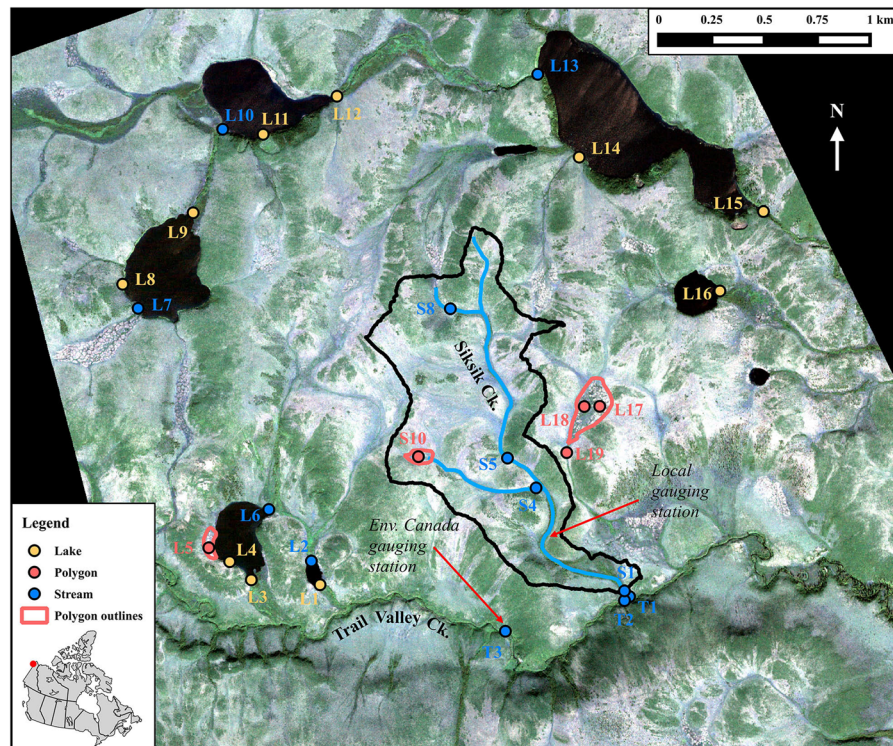 0 0.25 0.5 0.75 1 km
N
L13
L10
L11
L12
L14
L15
L9
L8
L7
L16
S8
Siksik Ck.
L18
L17
S10
L19
S5
S4
Local
gauging
station
Env. Canada
gauging
station
L6
L5
L4
L3
L2
L1
S1
T1
T2
T3
Trail Valley Ck.
Legend
Lake
Polygon
Stream
Polygon outlines